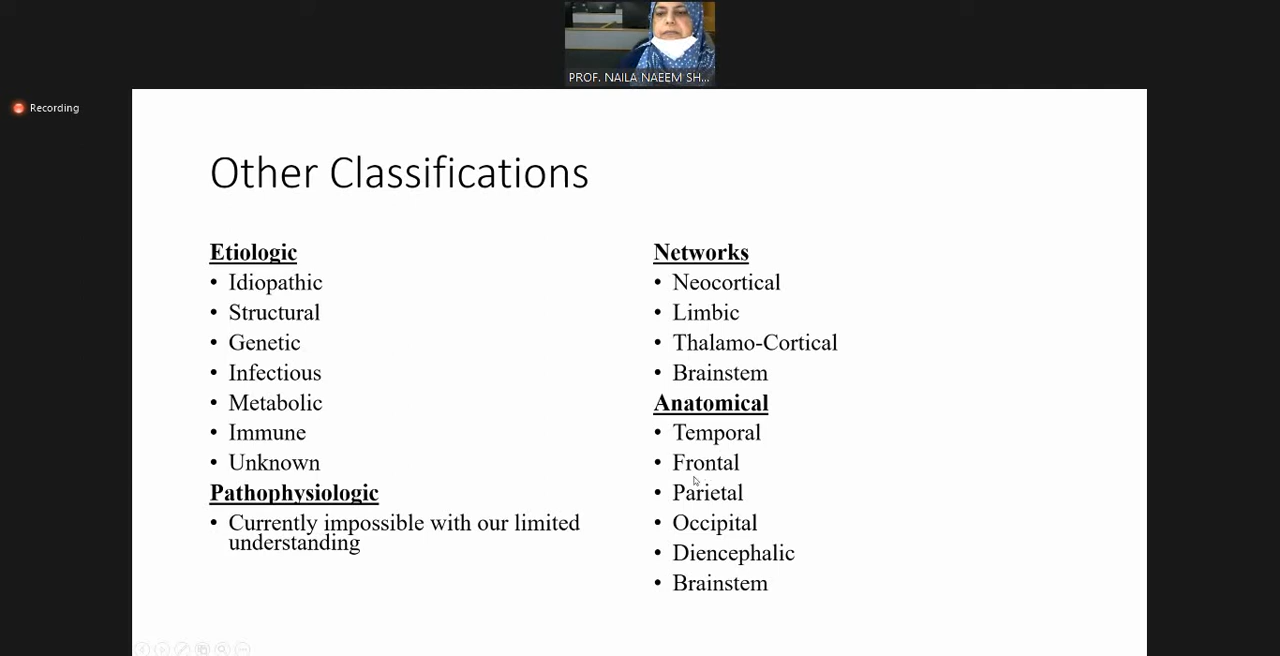 PROF. NAILA NAEEM SH...
Recording
Other Classifications
Etiologic
• Idiopathic
• Structural
• Genetic
• Infectious
• Metabolic
• Immune
• Unknown
Pathophysiologic
• Currently impossible with our limited
understanding
Networks
• Neocortical
• Limbic
• Thalamo-Cortical
• Brainstem
Anatomical
• Temporal
• Frontal
• Parietal
• Occipital
• Diencephalic
• Brainstem